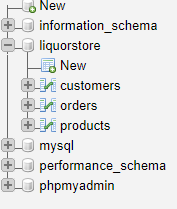 New
information_schema
liquorstore
New
customers
orders
products
mysql
performance_schema
phpmyadmin